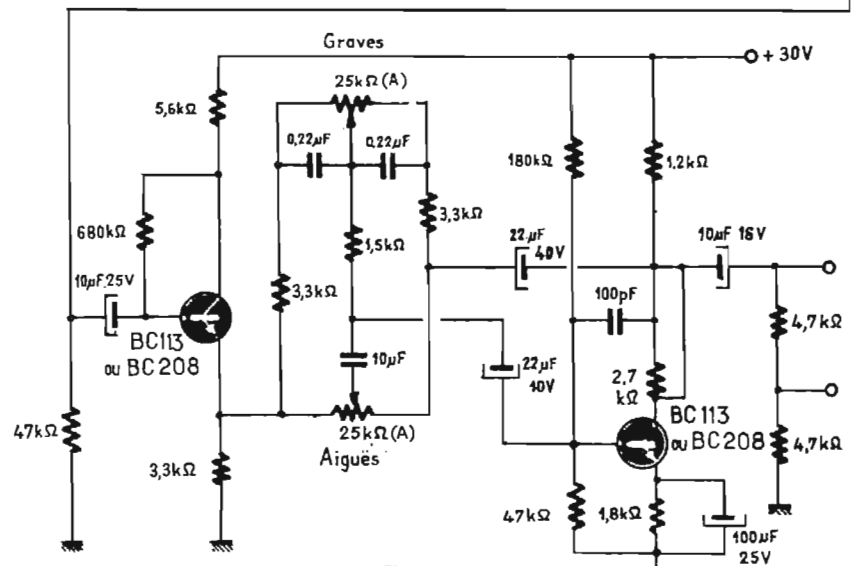 Graves
+ 30V
25kΩ(A)
5,6kΩ
0,22µF
0,22µF
180kΩ
1,2kΩ
680kΩ
3,3kΩ
1,5kΩ
22µF
40V
10µF 16V
10µF,25V
3,3kΩ
100pF
4,7kΩ
BC113
ou BC208
10µF
22µF
10V
2,7
kΩ
BC113
ou BC208
47kΩ
25kΩ(A)
Aiguës
4,7kΩ
3,3kΩ
47kΩ
1,8kΩ
100µF
25V